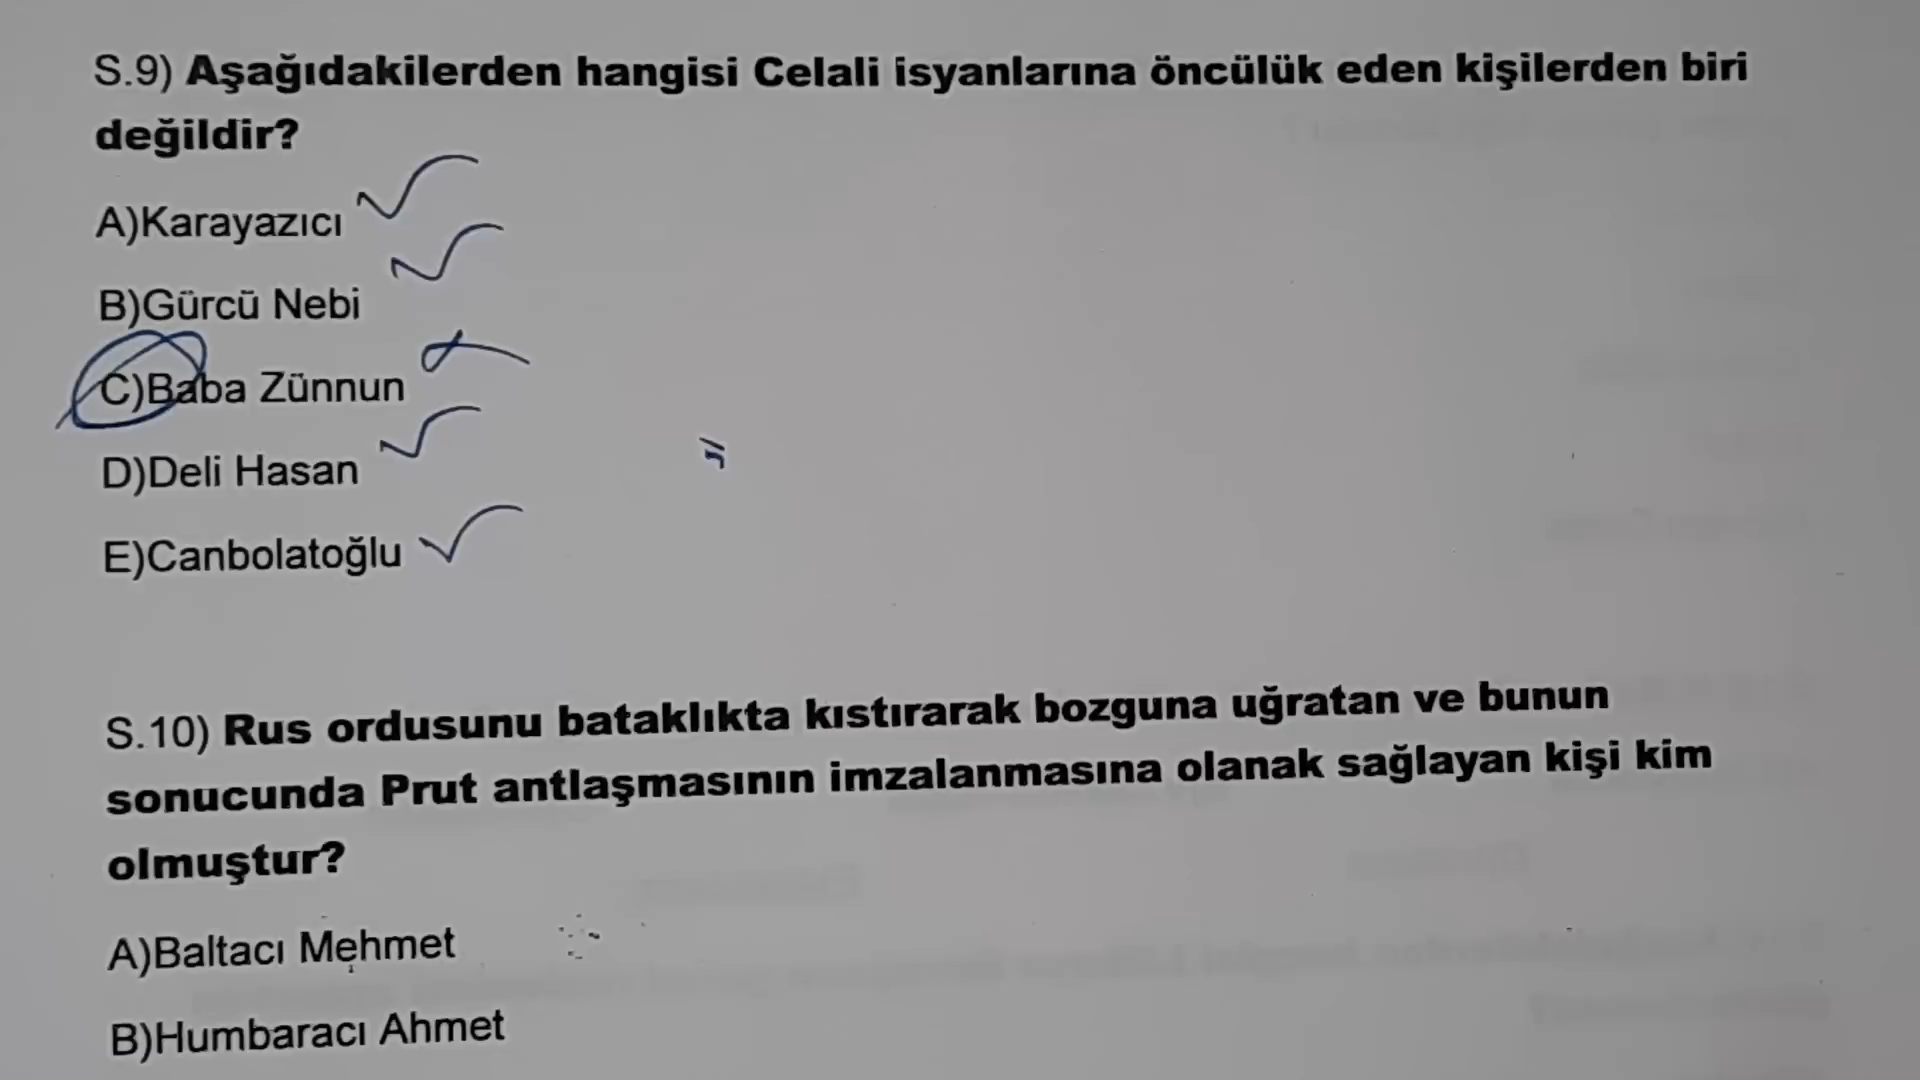 S.9) Aşağıdakilerden hangisi Celali isyanlarına öncülük eden kişilerden biri
değildir?
A)Karayazıcı
B)Gürcü Nebi
C)Baba Zünnun
D)Deli Hasan
E)Canbolatoğlu
S.10) Rus ordusunu bataklıkta kıstırarak bozguna uğratan ve bunun
sonucunda Prut antlaşmasının imzalanmasına olanak sağlayan kişi kim
olmuştur?
A)Baltacı Mehmet
B)Humbaracı Ahmet